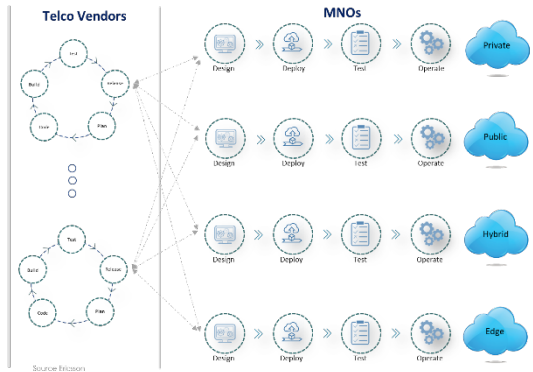 Telco Vendors
MNOs
Test
Build
Release
Code
Plan
Test
Build
Release
Code
Plan
Design
Deploy
Test
Operate
Private
Design
Deploy
Test
Operate
Public
Design
Deploy
Test
Operate
Hybrid
Design
Deploy
Test
Operate
Edge
Source Ericsson